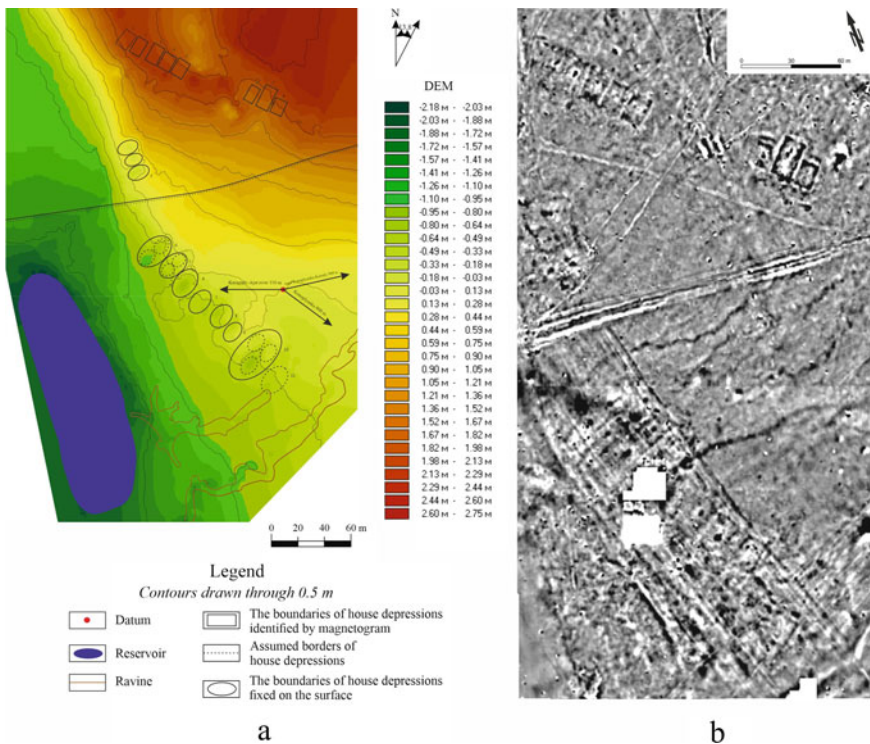 N
DEM
-2.18 м - -2.03 м
-2.03 м - -1.88 м
-1.88 м - -1.72 м
-1.72 м - -1.57 м
-1.57 м - -1.41 м
-1.41 м - -1.26 м
-1.26 м - -1.10 м
-1.10 м - -0.95 м
-0.95 м - -0.80 м
-0.80 м - -0.64 м
-0.64 м - -0.49 м
-0.49 м - -0.33 м
-0.33 м - -0.18 м
-0.18 м - -0.03 м
-0.03 м - 0.13 м
0.13 м - 0.28 м
0.28 м - 0.44 м
0.44 м - 0.59 м
0.59 м - 0.75 м
0.75 м - 0.90 м
0.90 м - 1.05 м
1.05 м - 1.21 м
1.21 м - 1.36 м
1.36 м - 1.52 м
1.52 м - 1.67 м
1.67 м - 1.82 м
1.82 м - 1.98 м
1.98 м - 2.13 м
2.13 м - 2.29 м
2.29 м - 2.44 м
2.44 м - 2.60 м
2.60 м - 2.75 м
0 20 40 60 m
Legend
Contours drawn through 0.5 m
Datum
Reservoir
Ravine
The boundaries of house depressions
identified by magnetogram
Assumed borders of
house depressions
The boundaries of house depressions
fixed on the surface
a
0 30 60 m
b